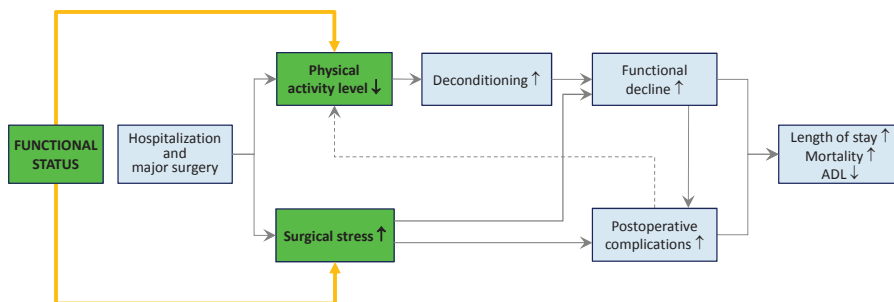 FUNCTIONAL
STATUS
Hospitalization
and
major surgery
Physical
activity level ↓
Surgical stress ↑
Deconditioning ↑
Functional
decline ↑
Postoperative
complications ↑
Length of stay ↑
Mortality ↑
ADL ↓